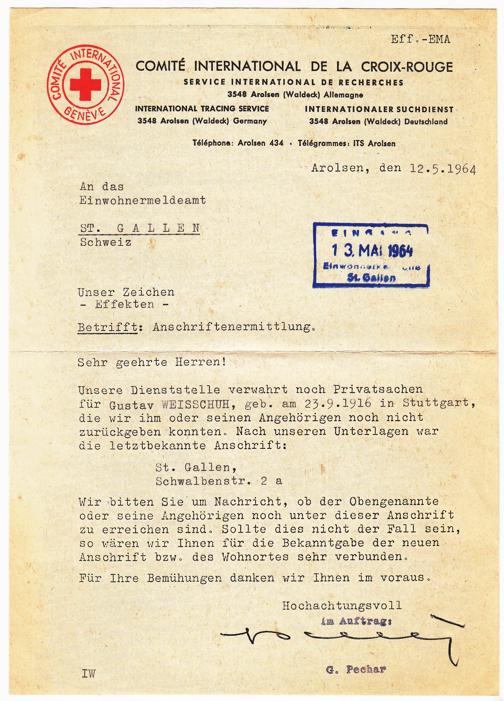 Eff.-EMA
COMITÉ INTERNATIONAL
GENÈVE
COMITÉ INTERNATIONAL DE LA CROIX-ROUGE
SERVICE INTERNATIONAL DE RECHERCHES
3548 Arolsen (Waldeck) Allemagne
INTERNATIONAL TRACING SERVICE
3548 Arolsen (Waldeck) Germany
INTERNATIONALER SUCHDIENST
3548 Arolsen (Waldeck) Deutschland
Téléphone: Arolsen 434 · Télégrammes: ITS Arolsen
Arolsen, den 12.5.1964
An das
Einwohnermeldeamt
ST. GALLEN
Schweiz
EINGANG
13. MAI 1964
St. Gallen
Unser Zeichen
- Effekten -
Betrifft: Anschriftenermittlung.
Sehr geehrte Herren!
Unsere Dienststelle verwahrt noch Privatsachen
für Gustav WEISSCHUH, geb. am 23.9.1916 in Stuttgart,
die wir ihm oder seinen Angehörigen noch nicht
zurückgeben konnten. Nach unseren Unterlagen war
die letztbekannte Anschrift:
St. Gallen,
Schwalbenstr. 2 a
Wir bitten Sie um Nachricht, ob der Obengenannte
oder seine Angehörigen noch unter dieser Anschrift
zu erreichen sind. Sollte dies nicht der Fall sein,
so wären wir Ihnen für die Bekanntgabe der neuen
Anschrift bzw. des Wohnortes sehr verbunden.
Für Ihre Bemühungen danken wir Ihnen im voraus.
Hochachtungsvoll
im Auftrag:
G. Pechar
IW